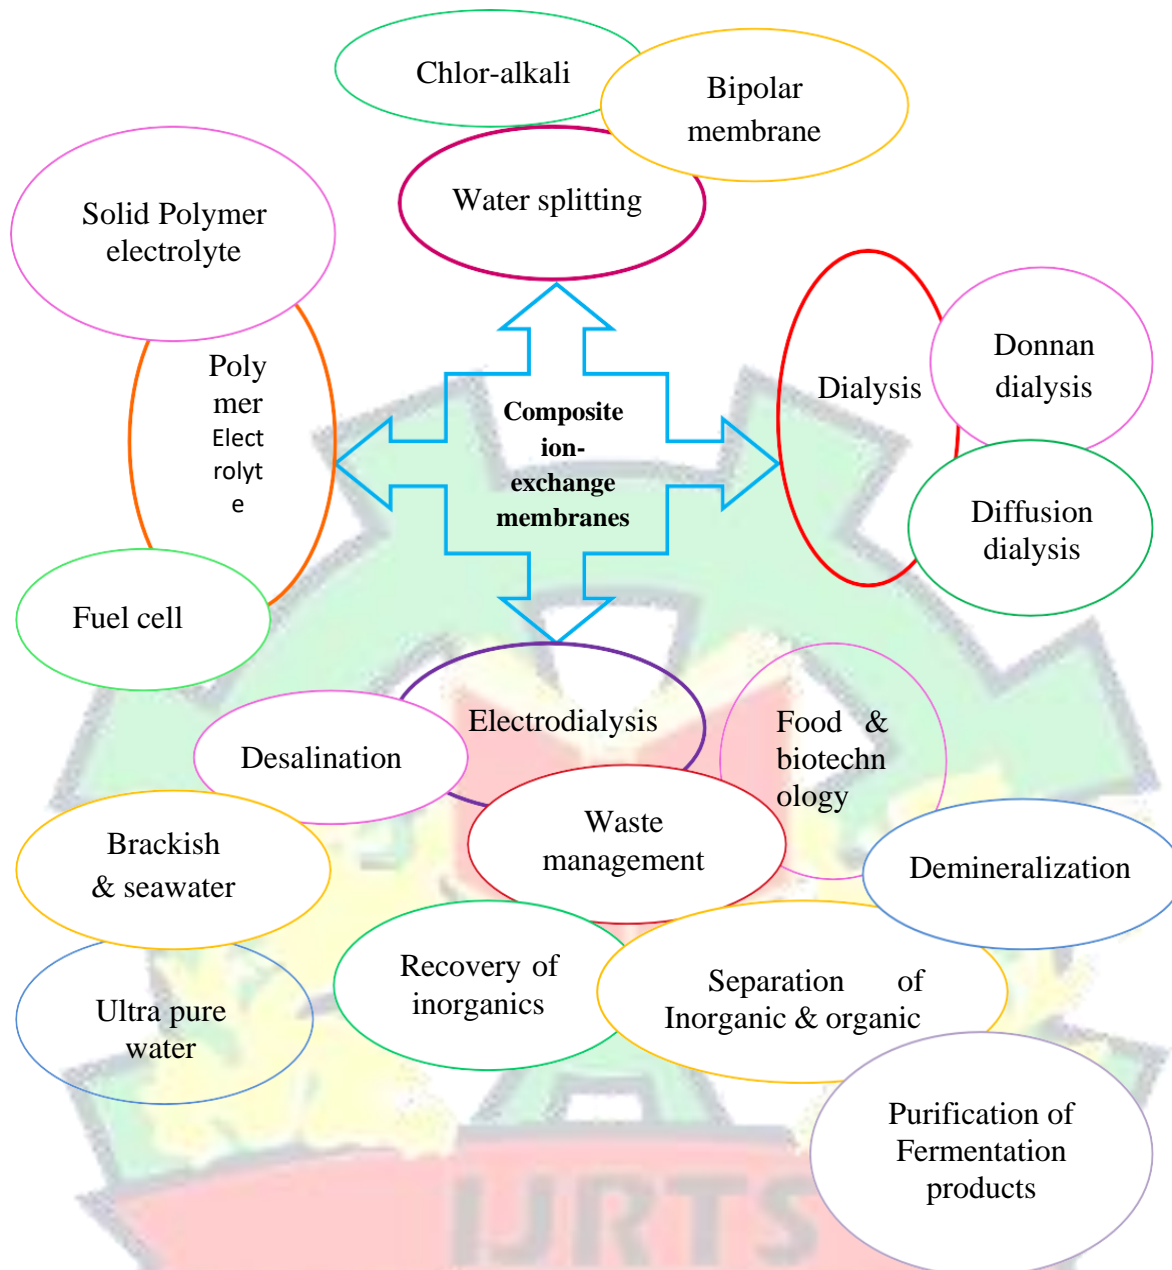 Chlor-alkali
Bipolar
membrane
Water splitting
Solid Polymer
electrolyte
Poly
mer
Elect
rolyt
e
Fuel cell
Composite
ion-
exchange
membranes
Dialysis
Donnan
dialysis
Diffusion
dialysis
Electrodialysis
Desalination
Food &
biotechn
ology
Waste
management
Brackish
& seawater
Demineralization
Recovery of
inorganics
Separation of
Inorganic & organic
Ultra pure
water
Purification of
Fermentation
products
IJRTS